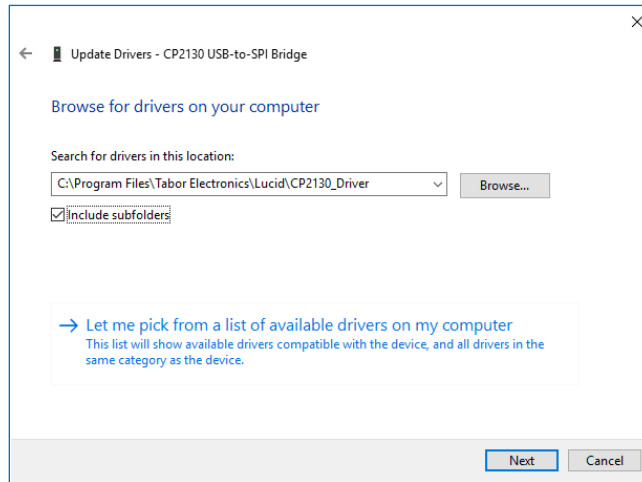 Update Drivers - CP2130 USB-to-SPI Bridge
Browse for drivers on your computer
Search for drivers in this location:
C:\Program Files\Tabor Electronics\Lucid\CP2130_Driver
Browse...
Include subfolders
Let me pick from a list of available drivers on my computer
This list will show available drivers compatible with the device, and all drivers in the
same category as the device.
Next
Cancel